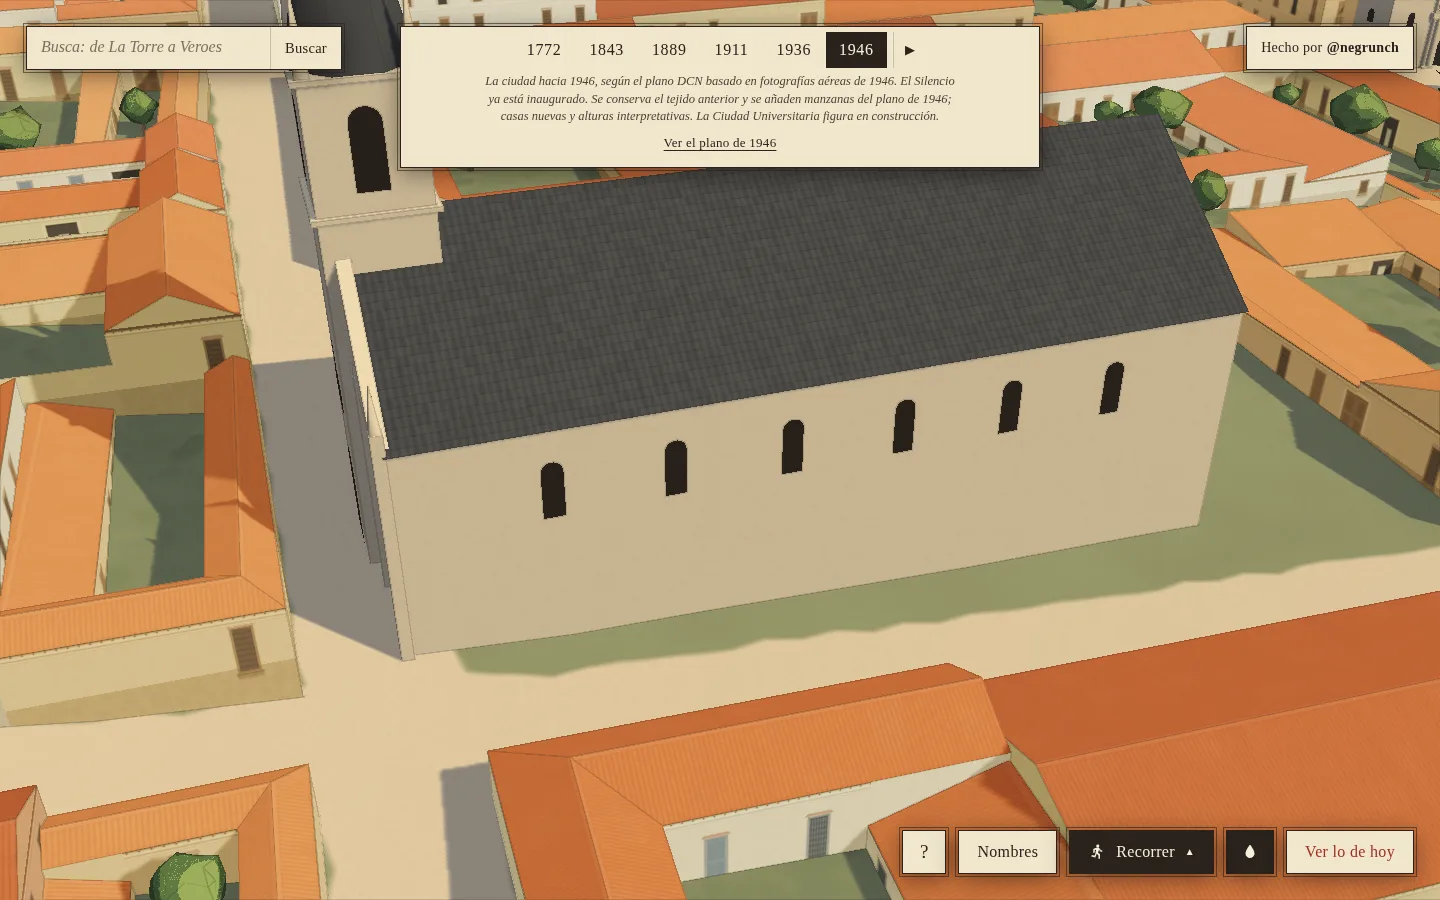 Busca: de La Torre a Veroes
Buscar
1772 1843 1889 1911 1936 1946 ▶
La ciudad hacia 1946, según el plano DCN basado en fotografías aéreas de 1946. El Silencio
ya está inaugurado. Se conserva el tejido anterior y se añaden manzanas del plano de 1946;
casas nuevas y alturas interpretativas. La Ciudad Universitaria figura en construcción.
Ver el plano de 1946
Hecho por @negrunch
?
Nombres
Recorrer ▲
Ver lo de hoy